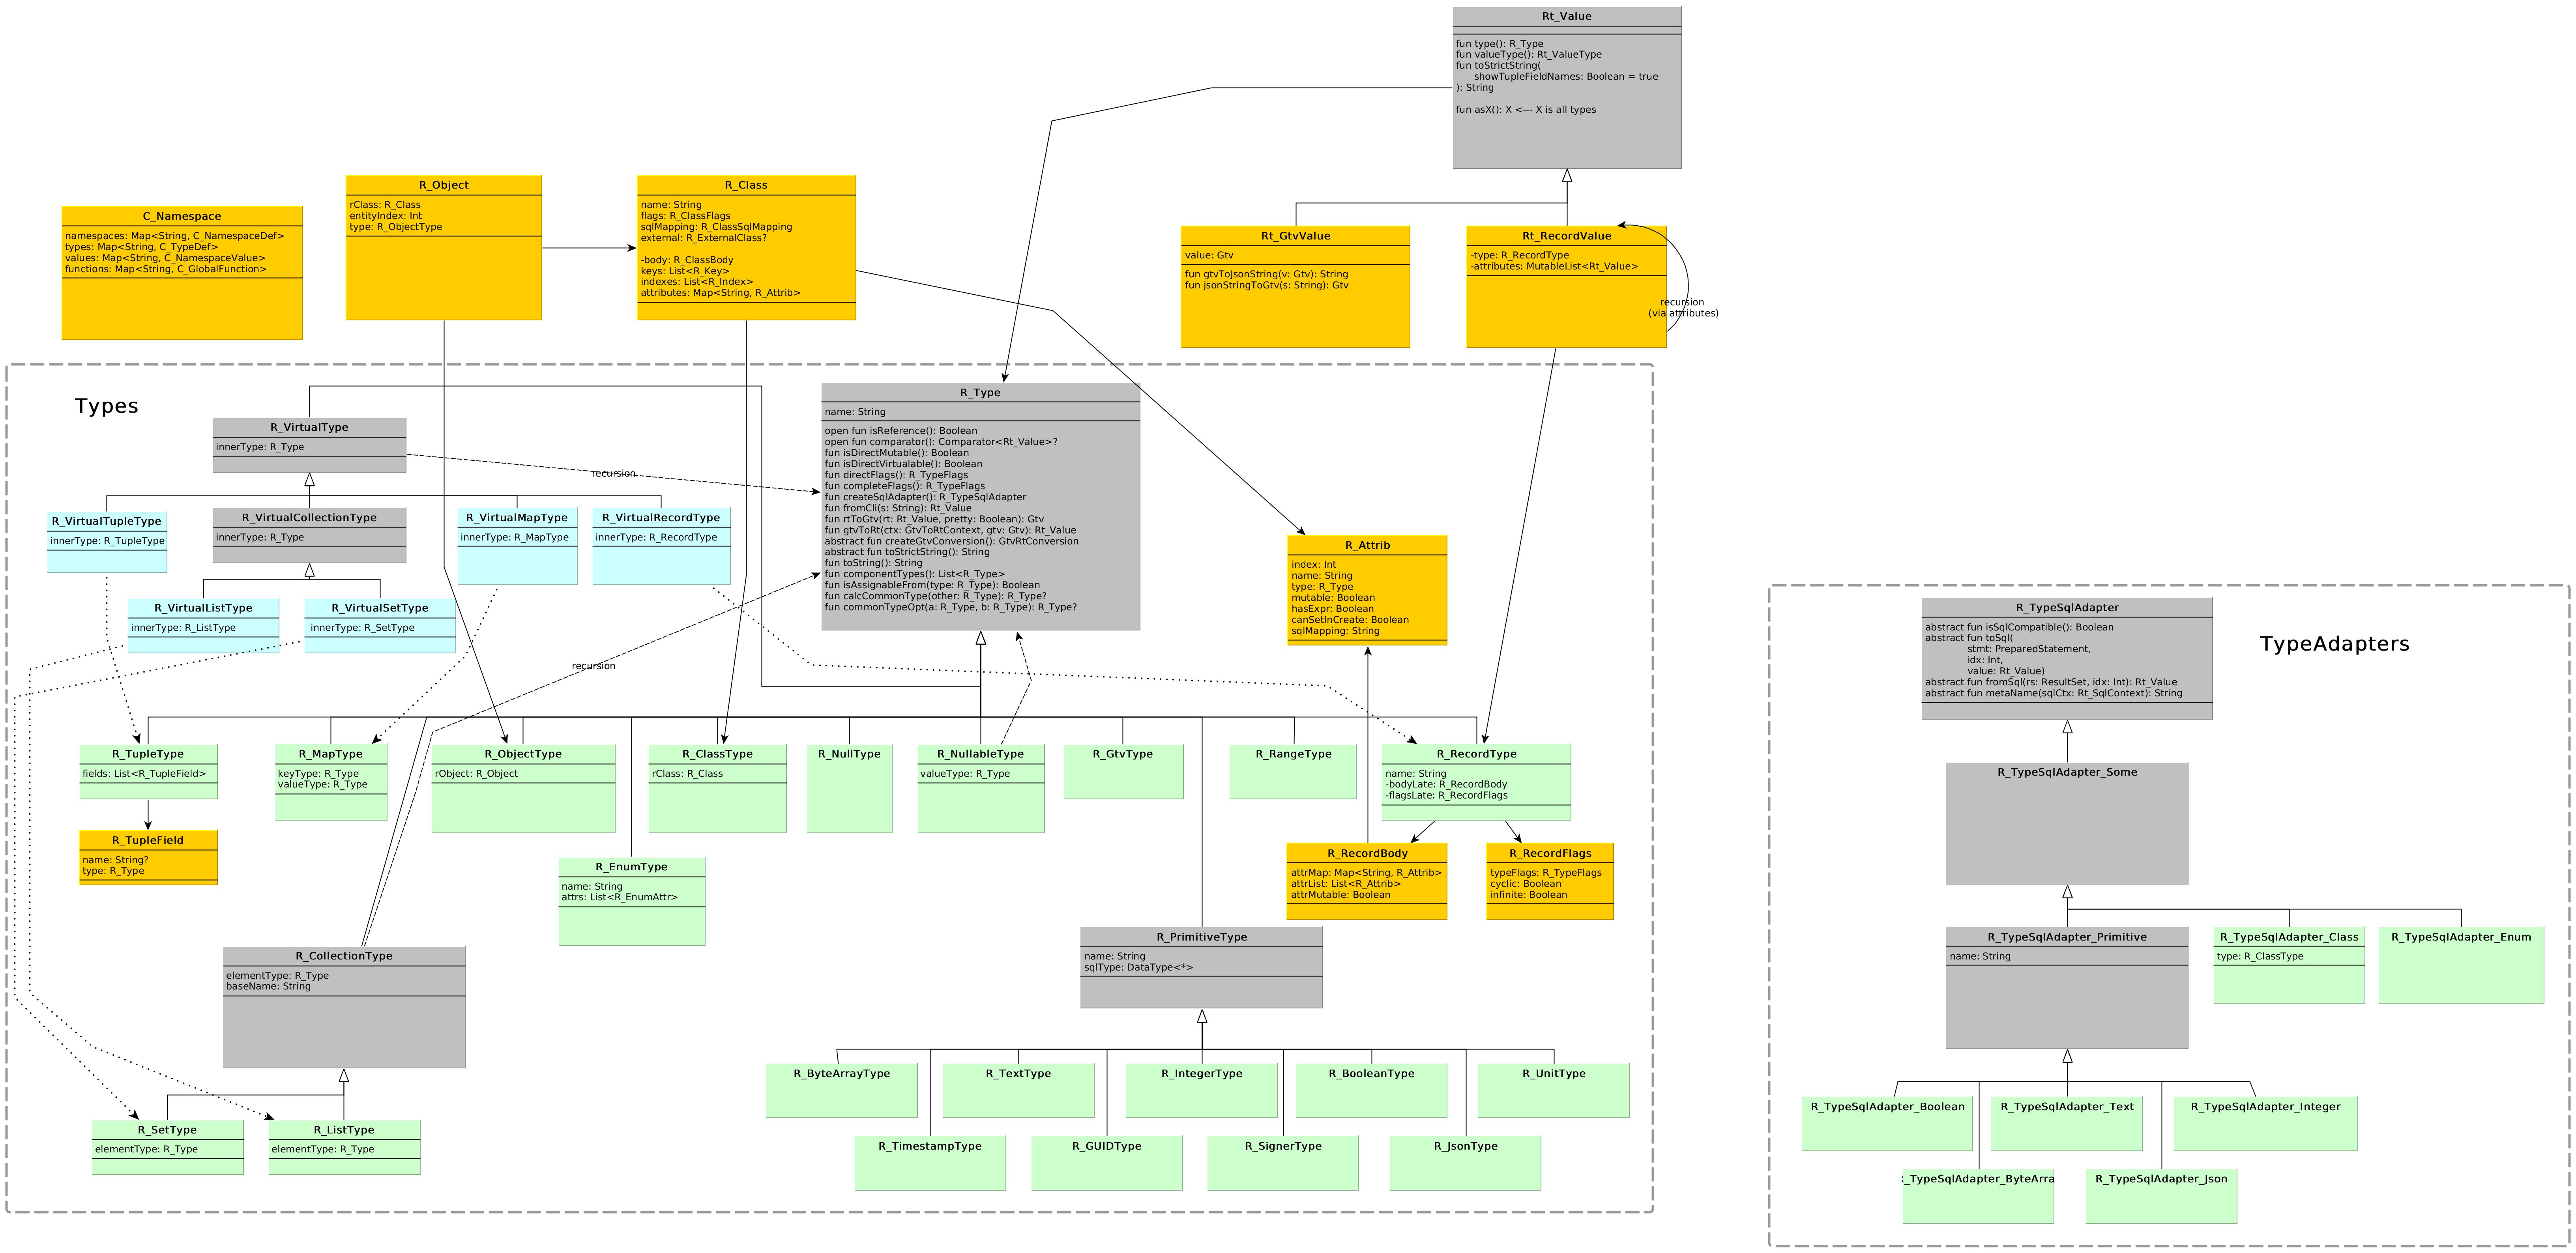 Rt_Value
fun type(): R_Type
fun valueType(): Rt_ValueType
fun toStrictString(
showTupleFieldNames: Boolean = true
): String
fun asX(): X <--- X is all types
C_Namespace
namespaces: Map<String, C_NamespaceDef>
types: Map<String, C_TypeDef>
values: Map<String, C_NamespaceValue>
functions: Map<String, C_GlobalFunction>
R_Object
rClass: R_Class
entityIndex: Int
type: R_ObjectType
R_Class
name: String
flags: R_ClassFlags
sqlMapping: R_ClassSqlMapping
external: R_ExternalClass?
-body: R_ClassBody
keys: List<R_Key>
indexes: List<R_Index>
attributes: Map<String, R_Attrib>
Rt_GtvValue
value: Gtv
fun gtvToJsonString(v: Gtv): String
fun jsonStringToGtv(s: String): Gtv
Rt_RecordValue
-type: R_RecordType
-attributes: MutableList<Rt_Value>
recursion
(via attributes)
Types
R_VirtualType
innerType: R_Type
recursion
R_Type
name: String
open fun isReference(): Boolean
open fun comparator(): Comparator<Rt_Value>?
fun isDirectMutable(): Boolean
fun isDirectVirtualable(): Boolean
fun directFlags(): R_TypeFlags
fun completeFlags(): R_TypeFlags
fun createSqlAdapter(): R_TypeSqlAdapter
fun fromCli(s: String): Rt_Value
fun rtToGtv(rt: Rt_Value, pretty: Boolean): Gtv
fun gtvToRt(ctx: GtvToRtContext, gtv: Gtv): Rt_Value
abstract fun createGtvConversion(): GtvRtConversion
abstract fun toStrictString(): String
fun toString(): String
fun componentTypes(): List<R_Type>
fun isAssignableFrom(type: R_Type): Boolean
fun calcCommonType(other: R_Type): R_Type?
fun commonTypeOpt(a: R_Type, b: R_Type): R_Type?
R_VirtualTupleType
innerType: R_TupleType
R_VirtualCollectionType
innerType: R_Type
R_VirtualMapType
innerType: R_MapType
R_VirtualRecordType
innerType: R_RecordType
R_VirtualListType
innerType: R_ListType
R_VirtualSetType
innerType: R_SetType
recursion
R_Attrib
index: Int
name: String
type: R_Type
mutable: Boolean
hasExpr: Boolean
canSetInCreate: Boolean
sqlMapping: String
R_TupleType
fields: List<R_TupleField>
R_MapType
keyType: R_Type
valueType: R_Type
R_ObjectType
rObject: R_Object
R_ClassType
rClass: R_Class
R_NullType
R_NullableType
valueType: R_Type
R_GtvType
R_RangeType
R_RecordType
name: String
-bodyLate: R_RecordBody
-flagsLate: R_RecordFlags
R_TupleField
name: String?
type: R_Type
R_EnumType
name: String
attrs: List<R_EnumAttr>
R_RecordBody
attrMap: Map<String, R_Attrib>
attrList: List<R_Attrib>
attrMutable: Boolean
R_RecordFlags
typeFlags: R_TypeFlags
cyclic: Boolean
infinite: Boolean
R_CollectionType
elementType: R_Type
baseName: String
R_PrimitiveType
name: String
sqlType: DataType<*>
R_ByteArrayType
R_TextType
R_IntegerType
R_BooleanType
R_UnitType
R_TimestampType
R_GUIDType
R_SignerType
R_JsonType
R_SetType
elementType: R_Type
R_ListType
elementType: R_Type
TypeAdapters
R_TypeSqlAdapter
abstract fun isSqlCompatible(): Boolean
abstract fun toSql(
stmt: PreparedStatement,
idx: Int,
value: Rt_Value)
abstract fun fromSql(rs: ResultSet, idx: Int): Rt_Value
abstract fun metaName(sqlCtx: Rt_SqlContext): String
R_TypeSqlAdapter_Some
R_TypeSqlAdapter_Primitive
name: String
R_TypeSqlAdapter_Class
type: R_ClassType
R_TypeSqlAdapter_Enum
R_TypeSqlAdapter_Boolean
R_TypeSqlAdapter_Text
R_TypeSqlAdapter_Integer
_TypeSqlAdapter_ByteArra
R_TypeSqlAdapter_Json